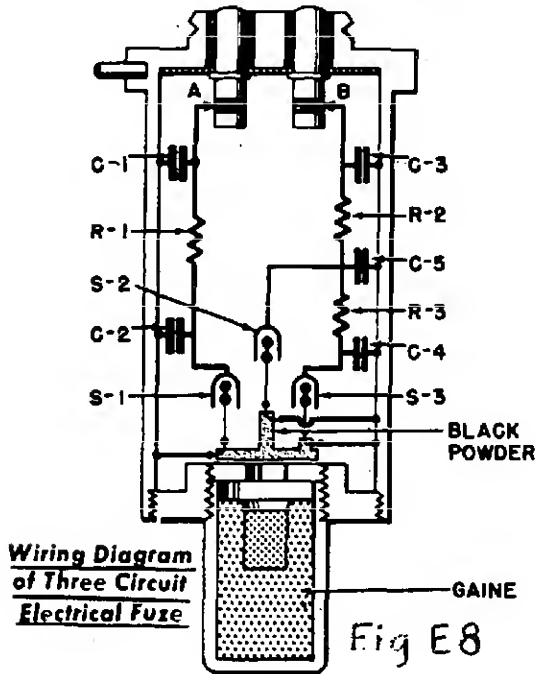 A
B
C-1
C-3
R-1
R-2
S-2
C-5
R-3
C-2
C-4
S-1
S-3
BLACK
POWDER
Wiring Diagram
of Three Circuit
Electrical Fuze
GAINE
Fig E8